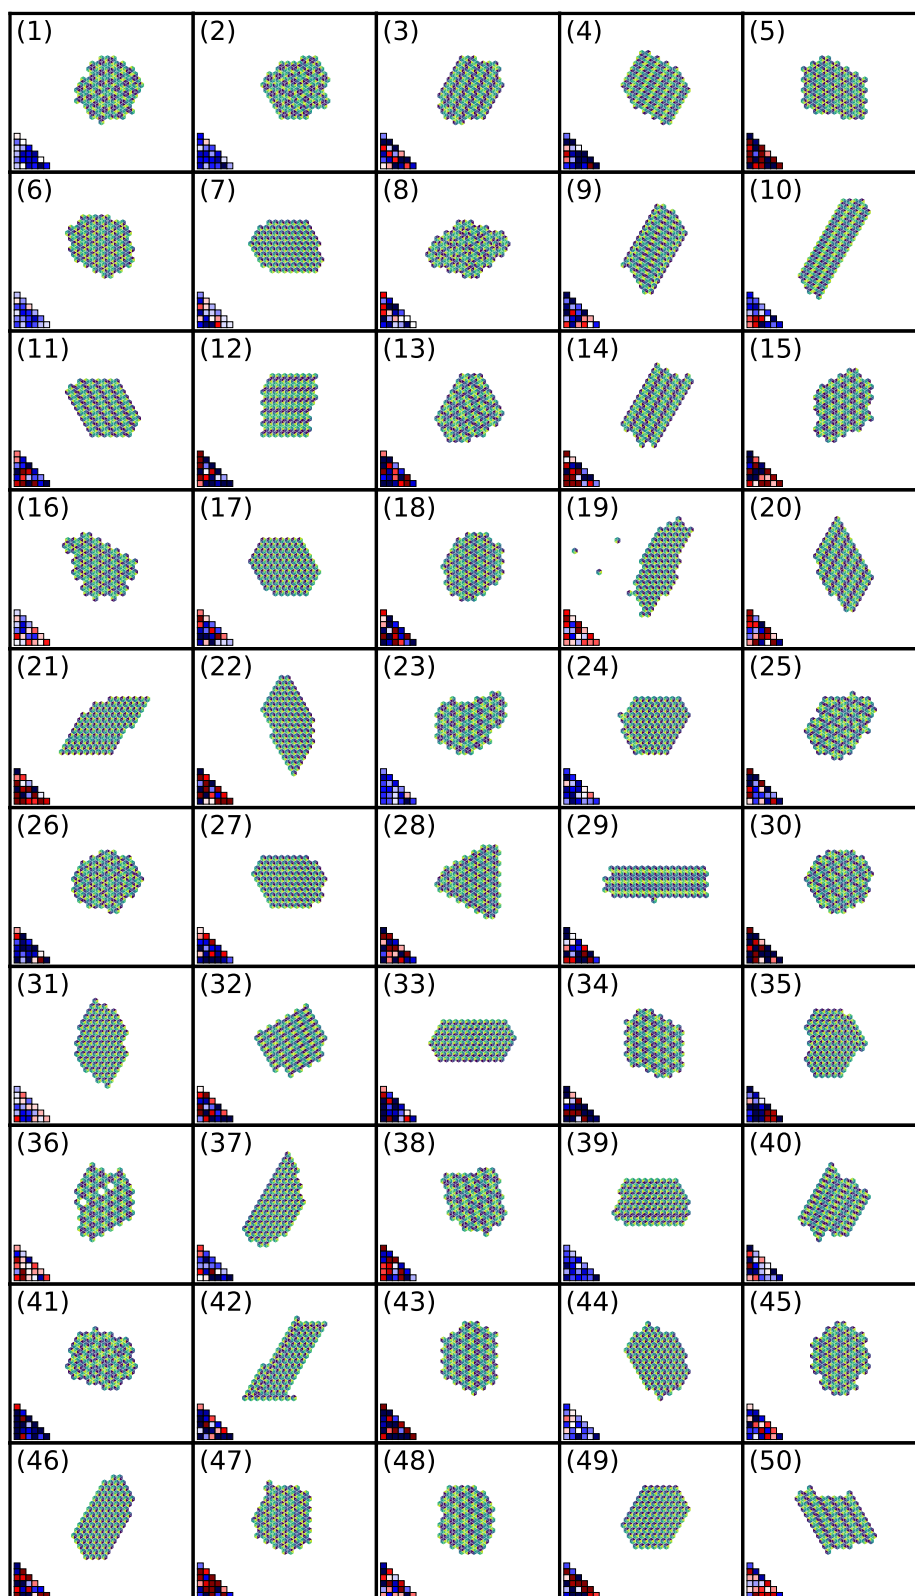 (1) (2) (3) (4) (5)
(6) (7) (8) (9) (10)
(11) (12) (13) (14) (15)
(16) (17) (18) (19) (20)
(21) (22) (23) (24) (25)
(26) (27) (28) (29) (30)
(31) (32) (33) (34) (35)
(36) (37) (38) (39) (40)
(41) (42) (43) (44) (45)
(46) (47) (48) (49) (50)